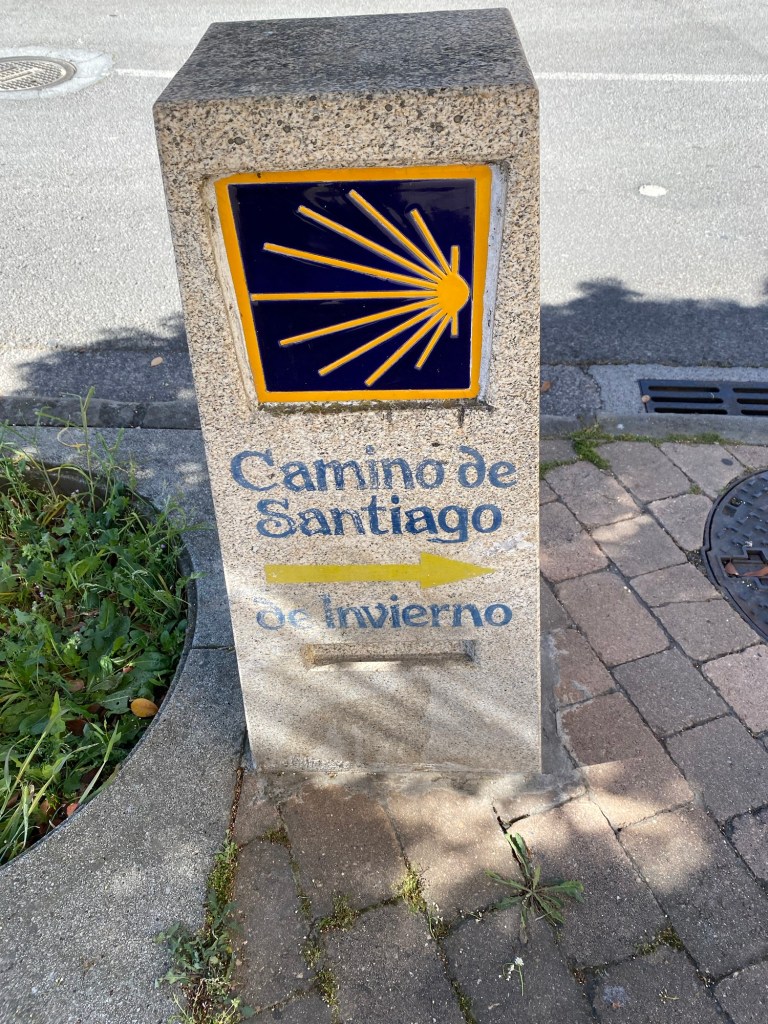 Camino de
Santiago
de Invierno